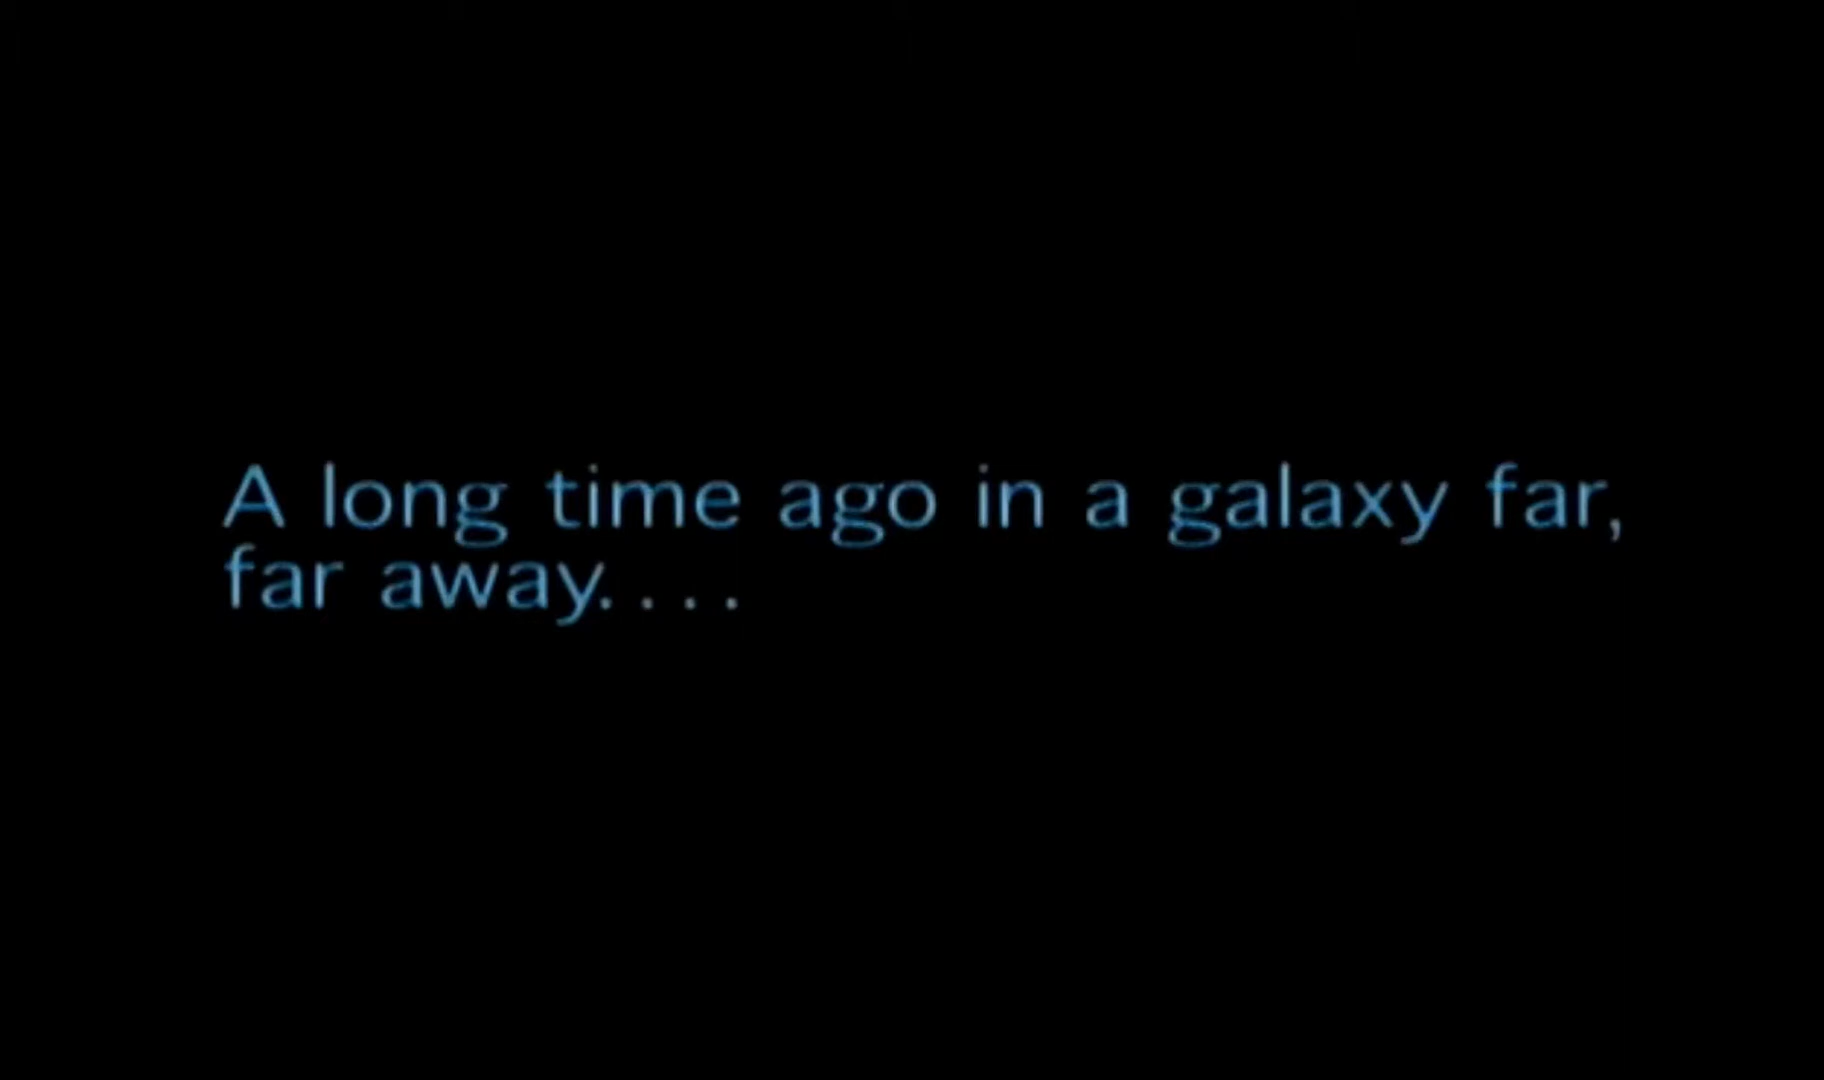 A long time ago in a galaxy far,
far away. . . .